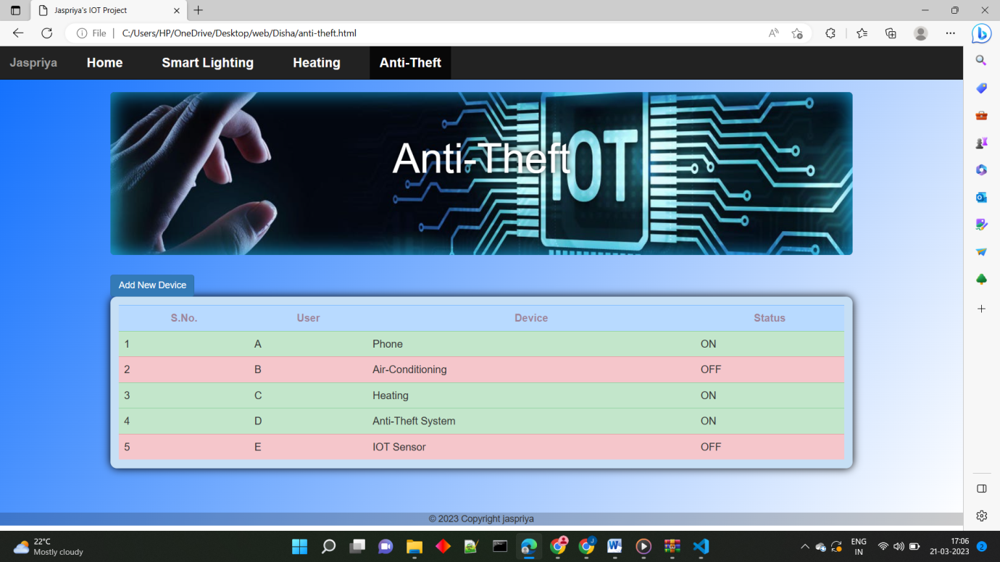 Jaspriya's IOT Project
File C:/Users/HP/OneDrive/Desktop/web/Disha/anti-theft.html
Jaspriya Home Smart Lighting Heating Anti-Theft
Anti-Theft
IOT
Add New Device
S.No. User Device Status
1 A Phone ON
2 B Air-Conditioning OFF
3 C Heating ON
4 D Anti-Theft System ON
5 E IOT Sensor OFF
© 2023 Copyright jaspriya
22°C
Mostly cloudy
ENG
IN
17:06
21-03-2023
2